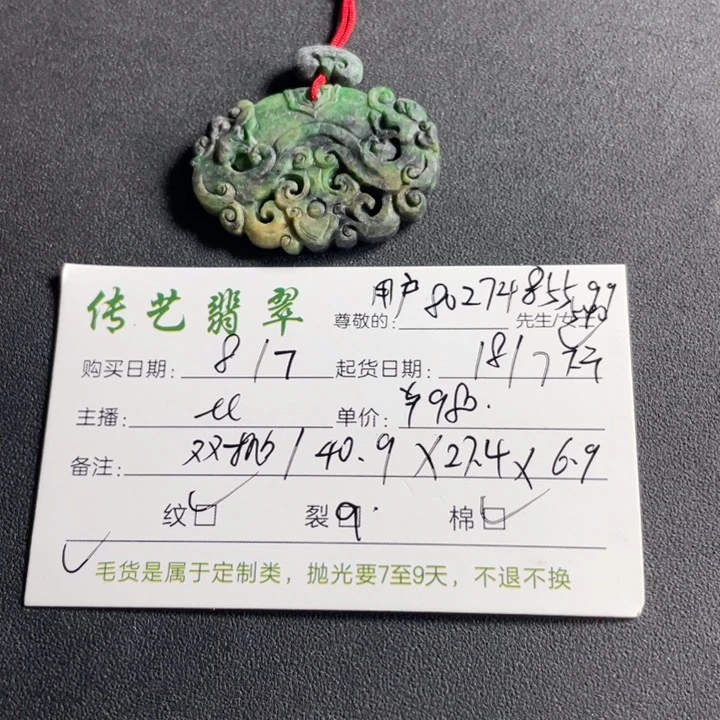 传艺翡翠
用户8027485599
尊敬的: 先生/女士
购买日期: 8/7 起货日期: 18/7
主播: 单价: ¥980.
备注: 双 / 40.9 X 27.4 X 6.9
纹 裂 棉
毛货是属于定制类，抛光要7至9天，不退不换